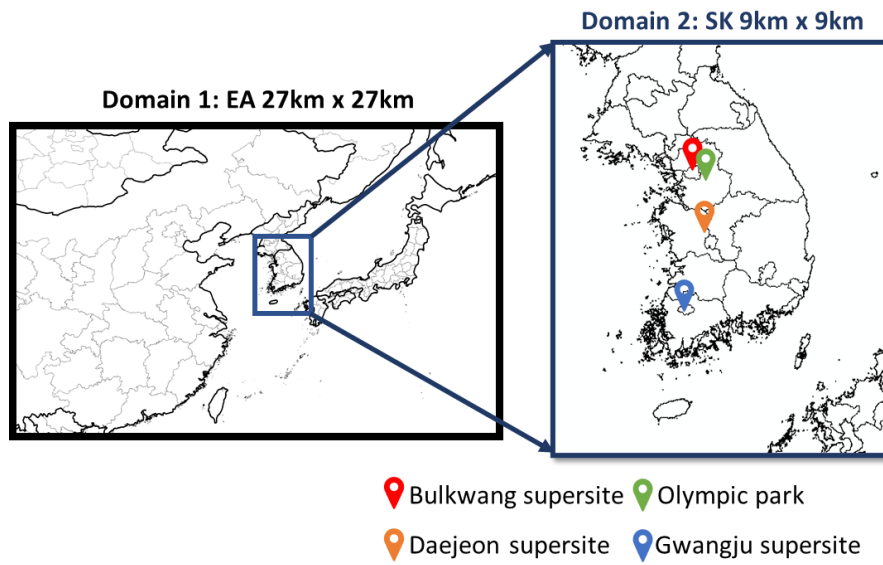 Domain 2: SK 9km x 9km
Domain 1: EA 27km x 27km
Bulkwang supersite
Olympic park
Daejeon supersite
Gwangju supersite